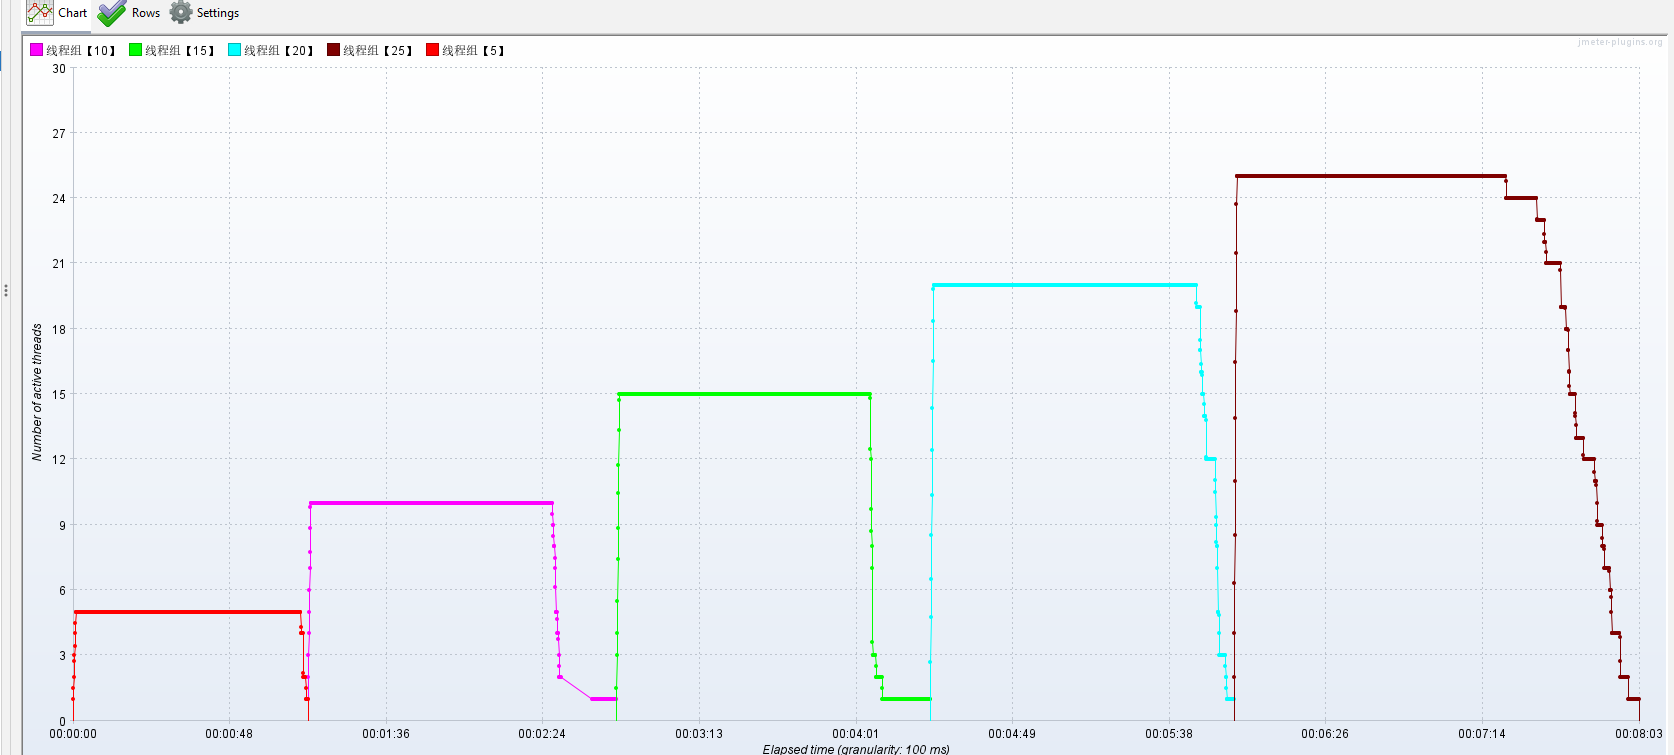 Chart Rows Settings
线程组【10】 线程组【15】 线程组【20】 线程组【25】 线程组【5】
jmeter-plugins.org
30
27
24
21
18
15
12
9
6
3
0
Number of active threads
00:00:00 00:00:48 00:01:36 00:02:24 00:03:13 00:04:01 00:04:49 00:05:38 00:06:26 00:07:14 00:08:03
Elapsed time (granularity: 100 ms)